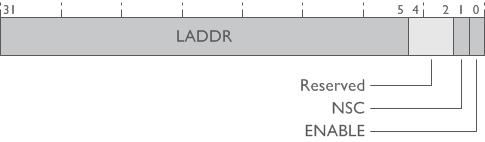 31 5 4 2 1 0
LADDR
Reserved
NSC
ENABLE